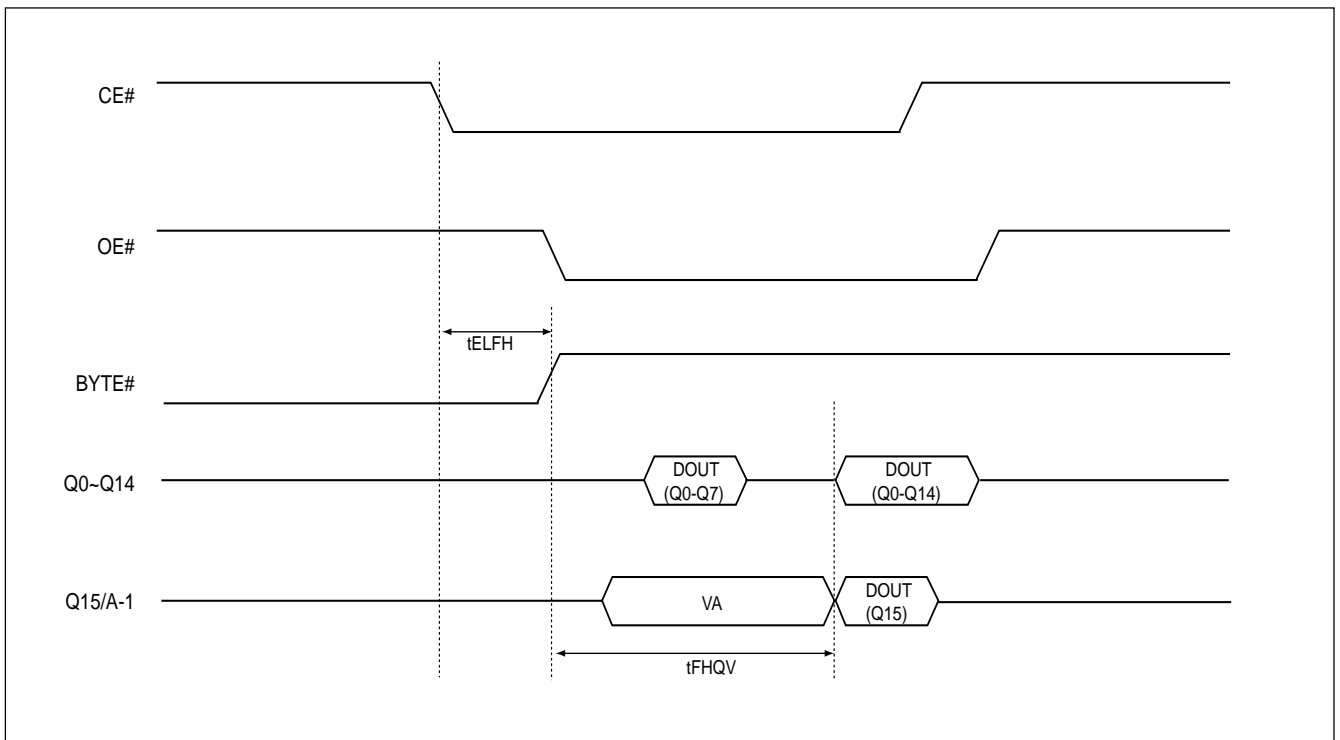 CE#
OE#
tELFH
BYTE#
Q0~Q14
DOUT
(Q0-Q7)
DOUT
(Q0-Q14)
Q15/A-1
VA
DOUT
(Q15)
tFHQV